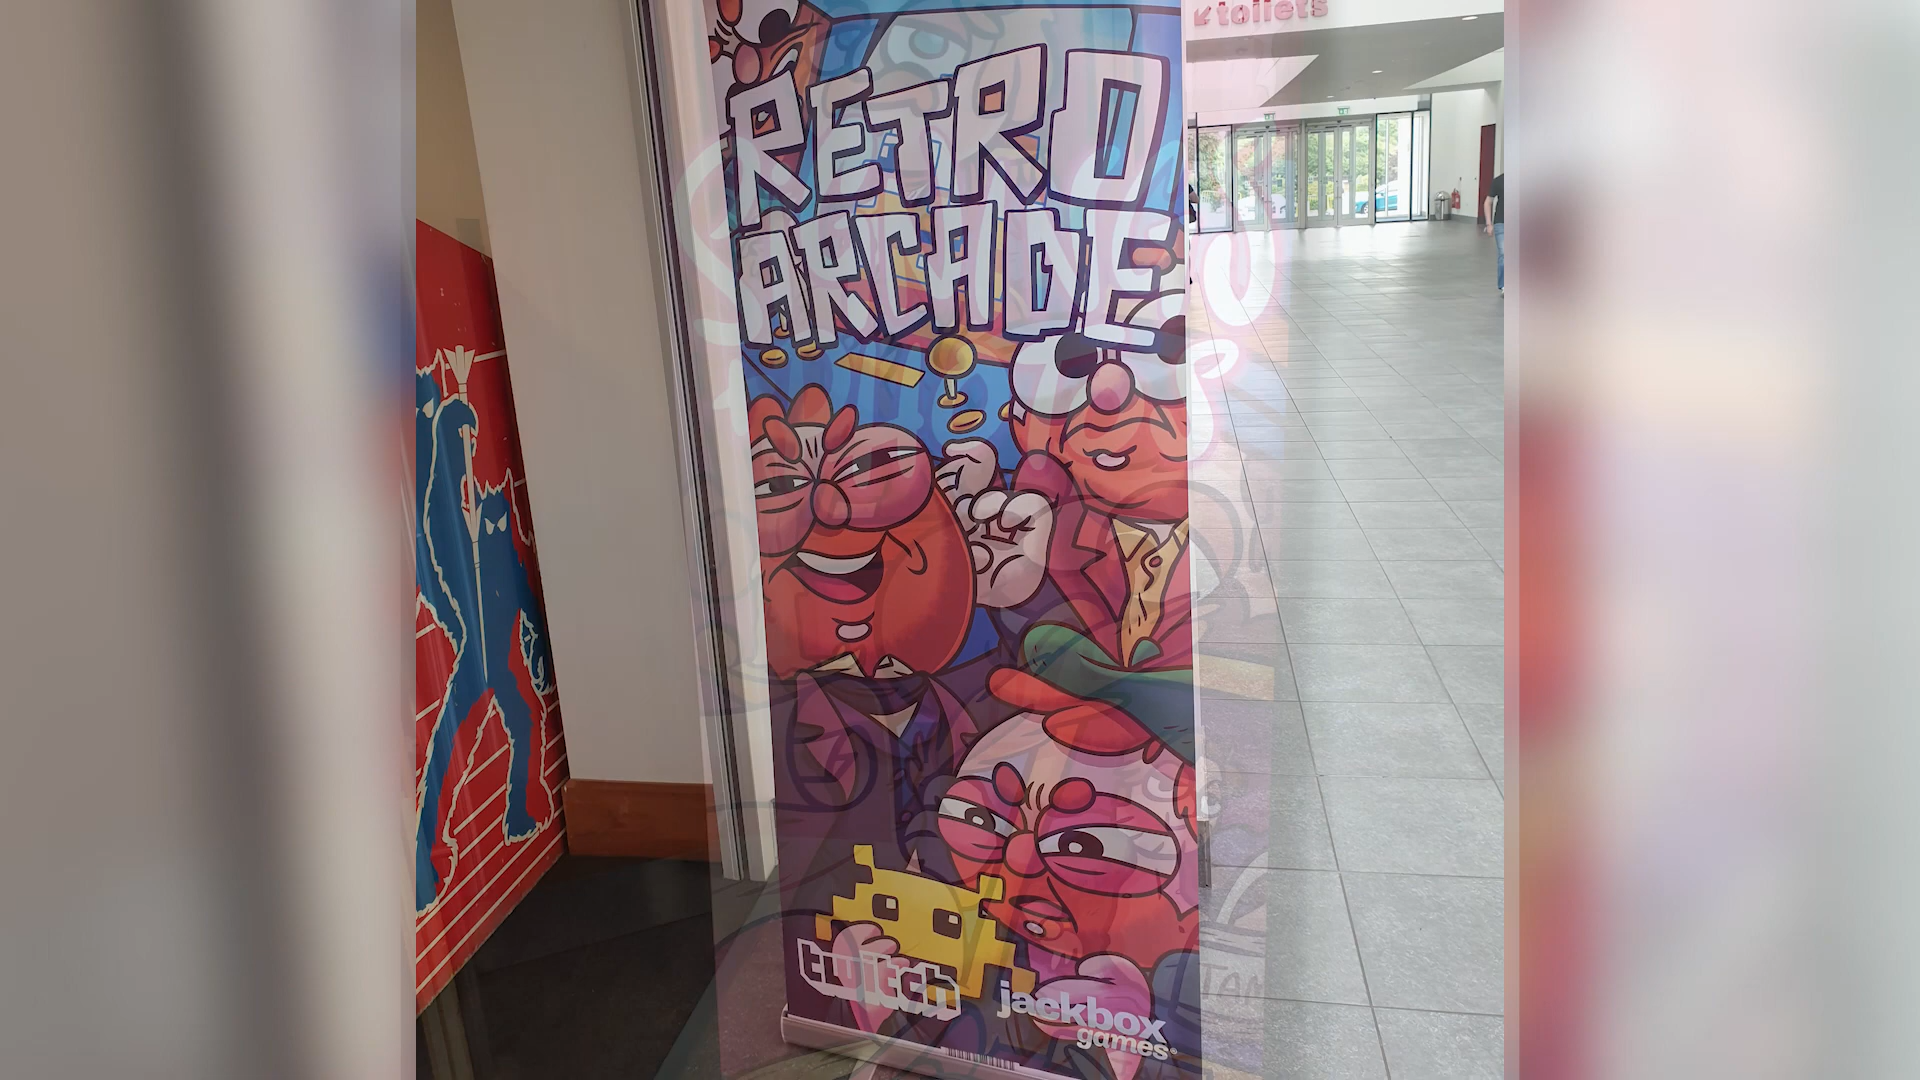 toilets
RETRO
ARCADE
twitch
jackbox
games